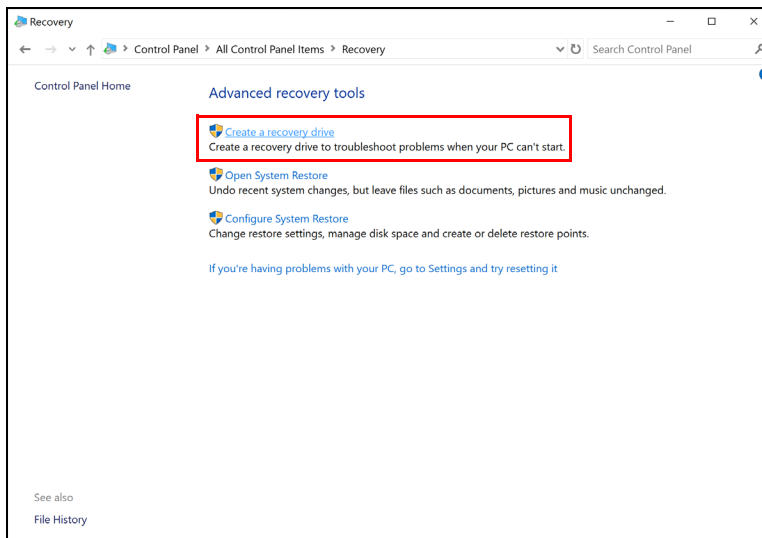 Recovery
Control Panel > All Control Panel Items > Recovery
Search Control Panel
Control Panel Home
Advanced recovery tools
Create a recovery drive
Create a recovery drive to troubleshoot problems when your PC can't start.
Open System Restore
Undo recent system changes, but leave files such as documents, pictures and music unchanged.
Configure System Restore
Change restore settings, manage disk space and create or delete restore points.
If you're having problems with your PC, go to Settings and try resetting it
See also
File History